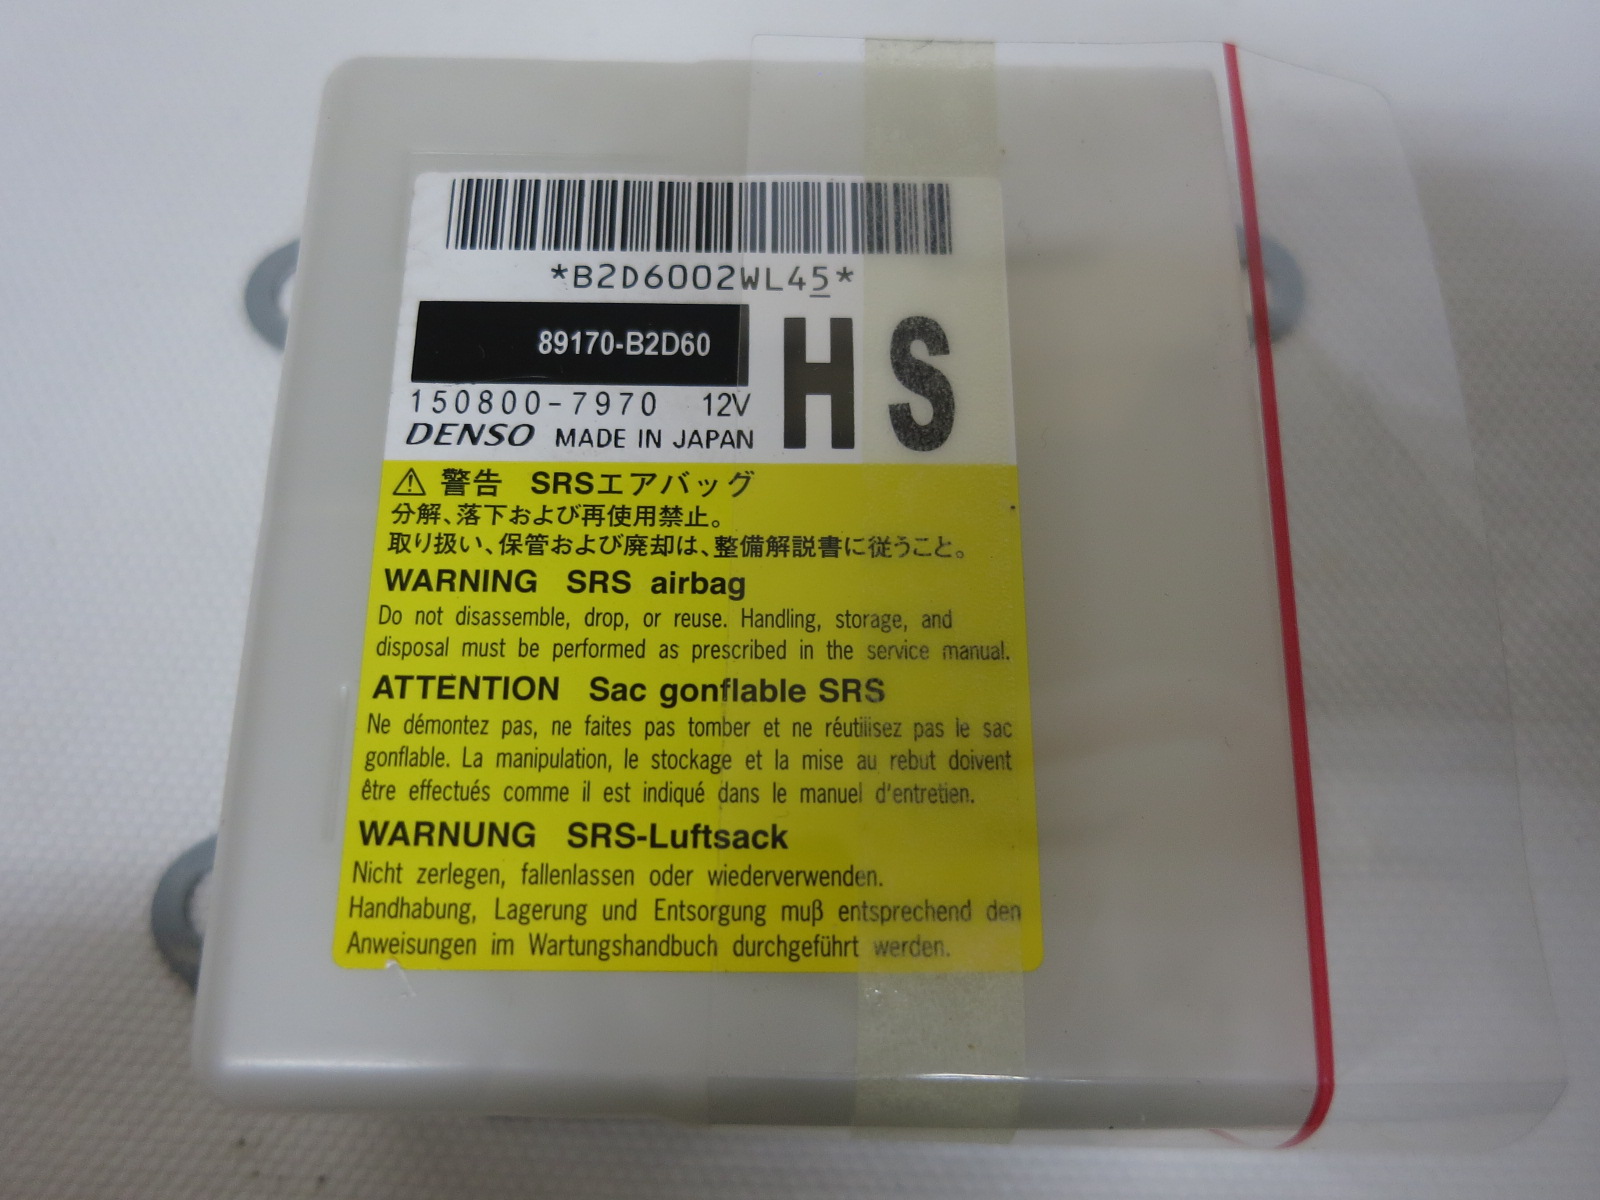 *B2D6002WL45*
89170-B2D60
HS
150800-7970 12V
DENSO MADE IN JAPAN
⚠ 警告 SRSエアバッグ
分解、落下および再使用禁止。
取り扱い、保管および廃却は、整備解説書に従うこと。
WARNING SRS airbag
Do not disassemble, drop, or reuse. Handling, storage, and
disposal must be performed as prescribed in the service manual.
ATTENTION Sac gonflable SRS
Ne démontez pas, ne faites pas tomber et ne réutilisez pas le sac
gonflable. La manipulation, le stockage et la mise au rebut doivent
être effectués comme il est indiqué dans le manuel d'entretien.
WARNUNG SRS-Luftsack
Nicht zerlegen, fallenlassen oder wiederverwenden.
Handhabung, Lagerung und Entsorgung muß entsprechend den
Anweisungen im Wartungshandbuch durchgeführt werden.